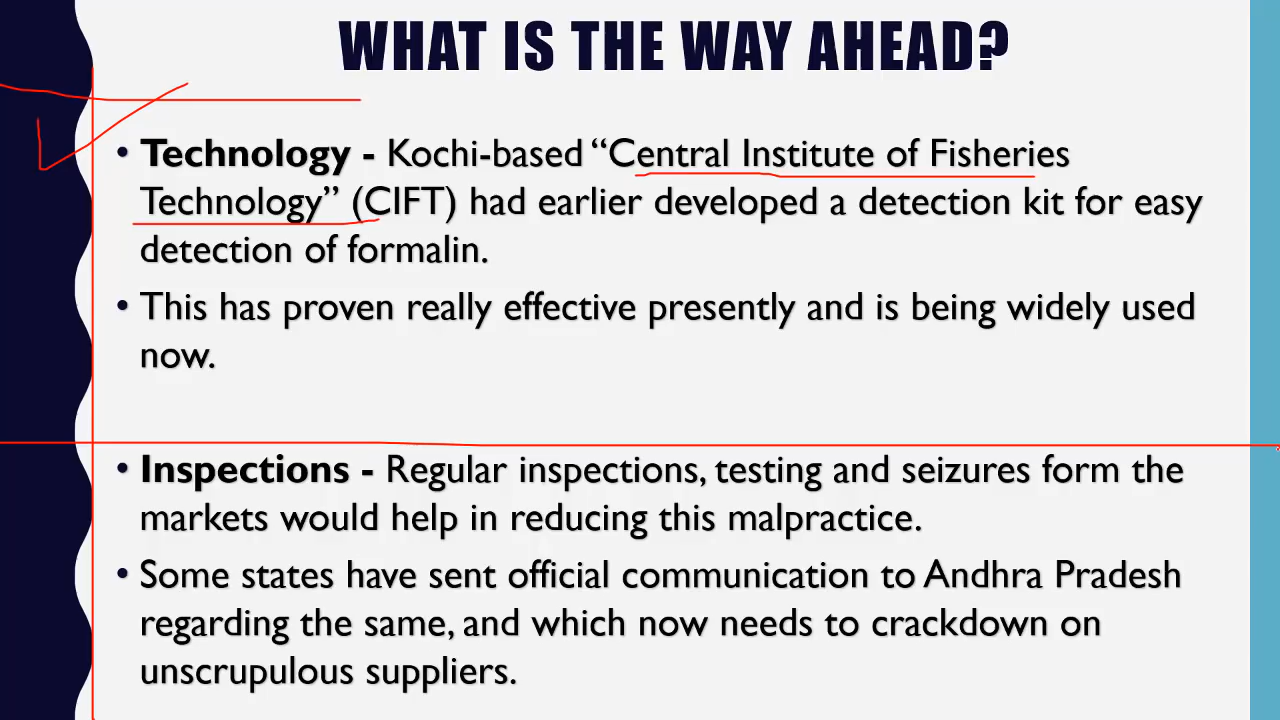 WHAT IS THE WAY AHEAD?
• Technology - Kochi-based “Central Institute of Fisheries
Technology” (CIFT) had earlier developed a detection kit for easy
detection of formalin.
• This has proven really effective presently and is being widely used
now.
• Inspections - Regular inspections, testing and seizures form the
markets would help in reducing this malpractice.
• Some states have sent official communication to Andhra Pradesh
regarding the same, and which now needs to crackdown on
unscrupulous suppliers.